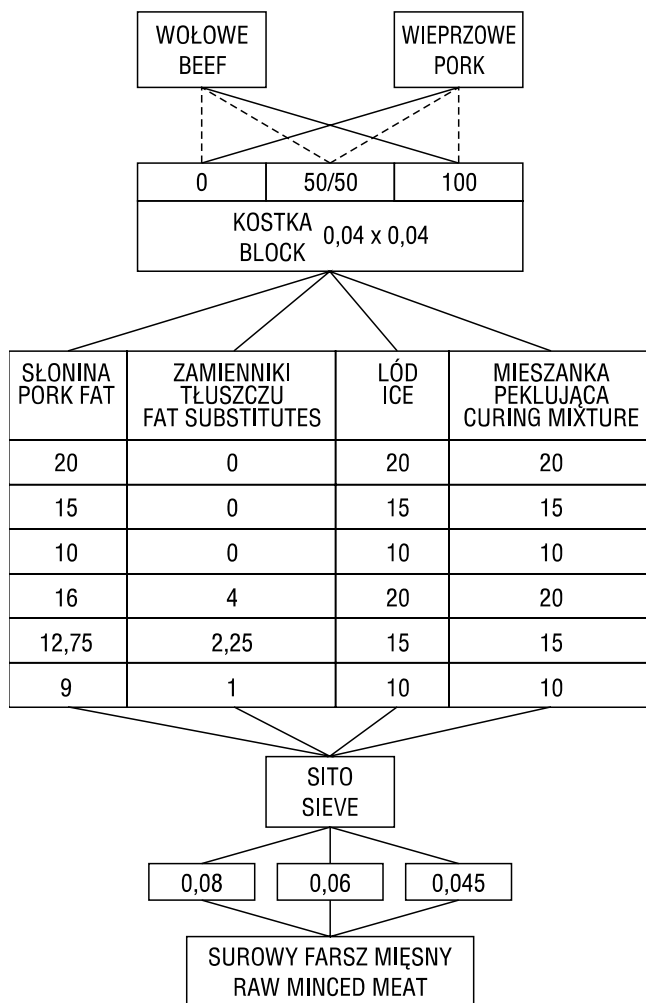 WOŁOWE
BEEF
WIEPRZOWE
PORK
0 50/50 100
KOSTKA
BLOCK 0,04 x 0,04
SŁONINA
PORK FAT
ZAMIENNIKI
TŁUSZCZU
FAT SUBSTITUTES
LÓD
ICE
MIESZANKA
PEKLUJĄCA
CURING MIXTURE
20 0 20 20
15 0 15 15
10 0 10 10
16 4 20 20
12,75 2,25 15 15
9 1 10 10
SITO
SIEVE
0,08 0,06 0,045
SUROWY FARSZ MIĘSNY
RAW MINCED MEAT